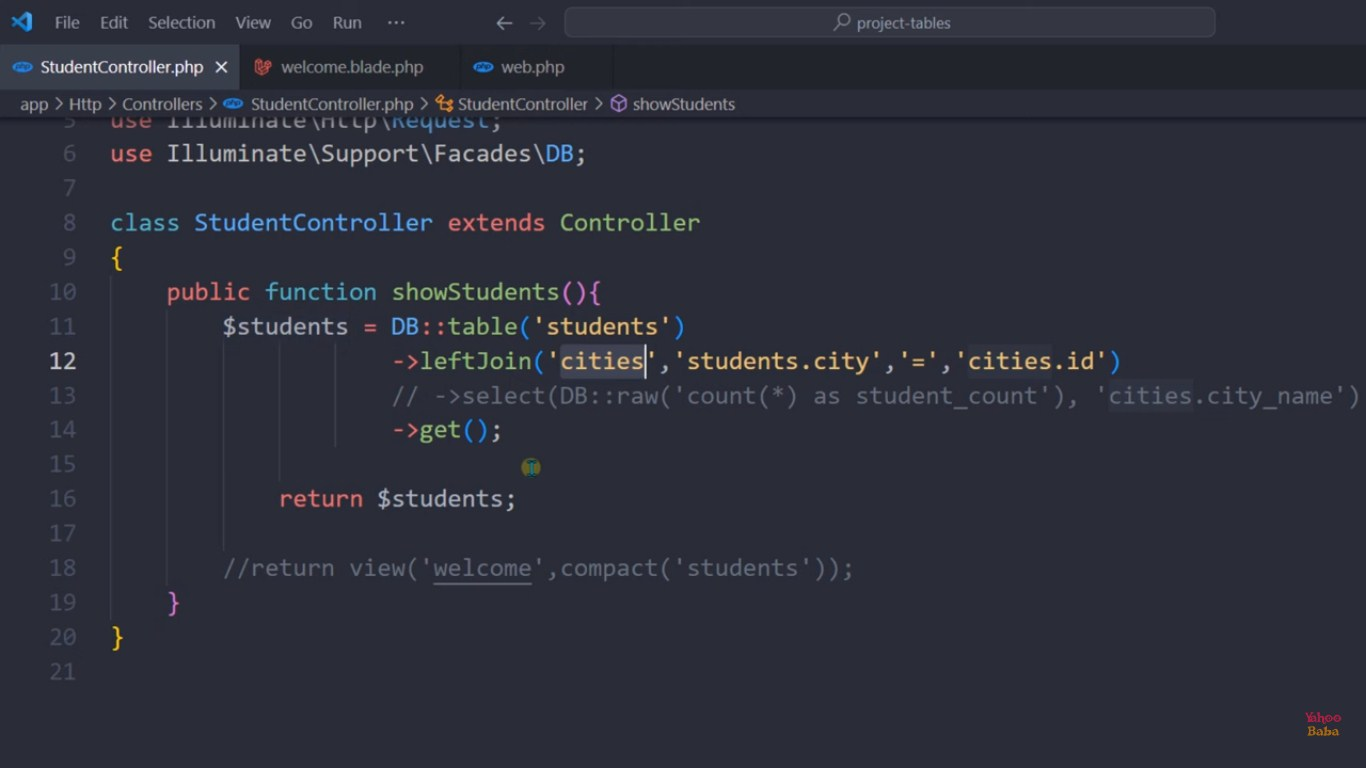 File Edit Selection View Go Run ··· ← → project-tables
StudentController.php × welcome.blade.php web.php
app > Http > Controllers > StudentController.php > StudentController > showStudents
5 use Illuminate\Http\Request;
6 use Illuminate\Support\Facades\DB;
7
8 class StudentController extends Controller
9 {
10 public function showStudents(){
11 $students = DB::table('students')
12 ->leftJoin('cities','students.city','=','cities.id')
13 // ->select(DB::raw('count(*) as student_count'), 'cities.city_name')
14 ->get();
15
16 return $students;
17
18 //return view('welcome',compact('students'));
19 }
20 }
21
Yahoo
Baba